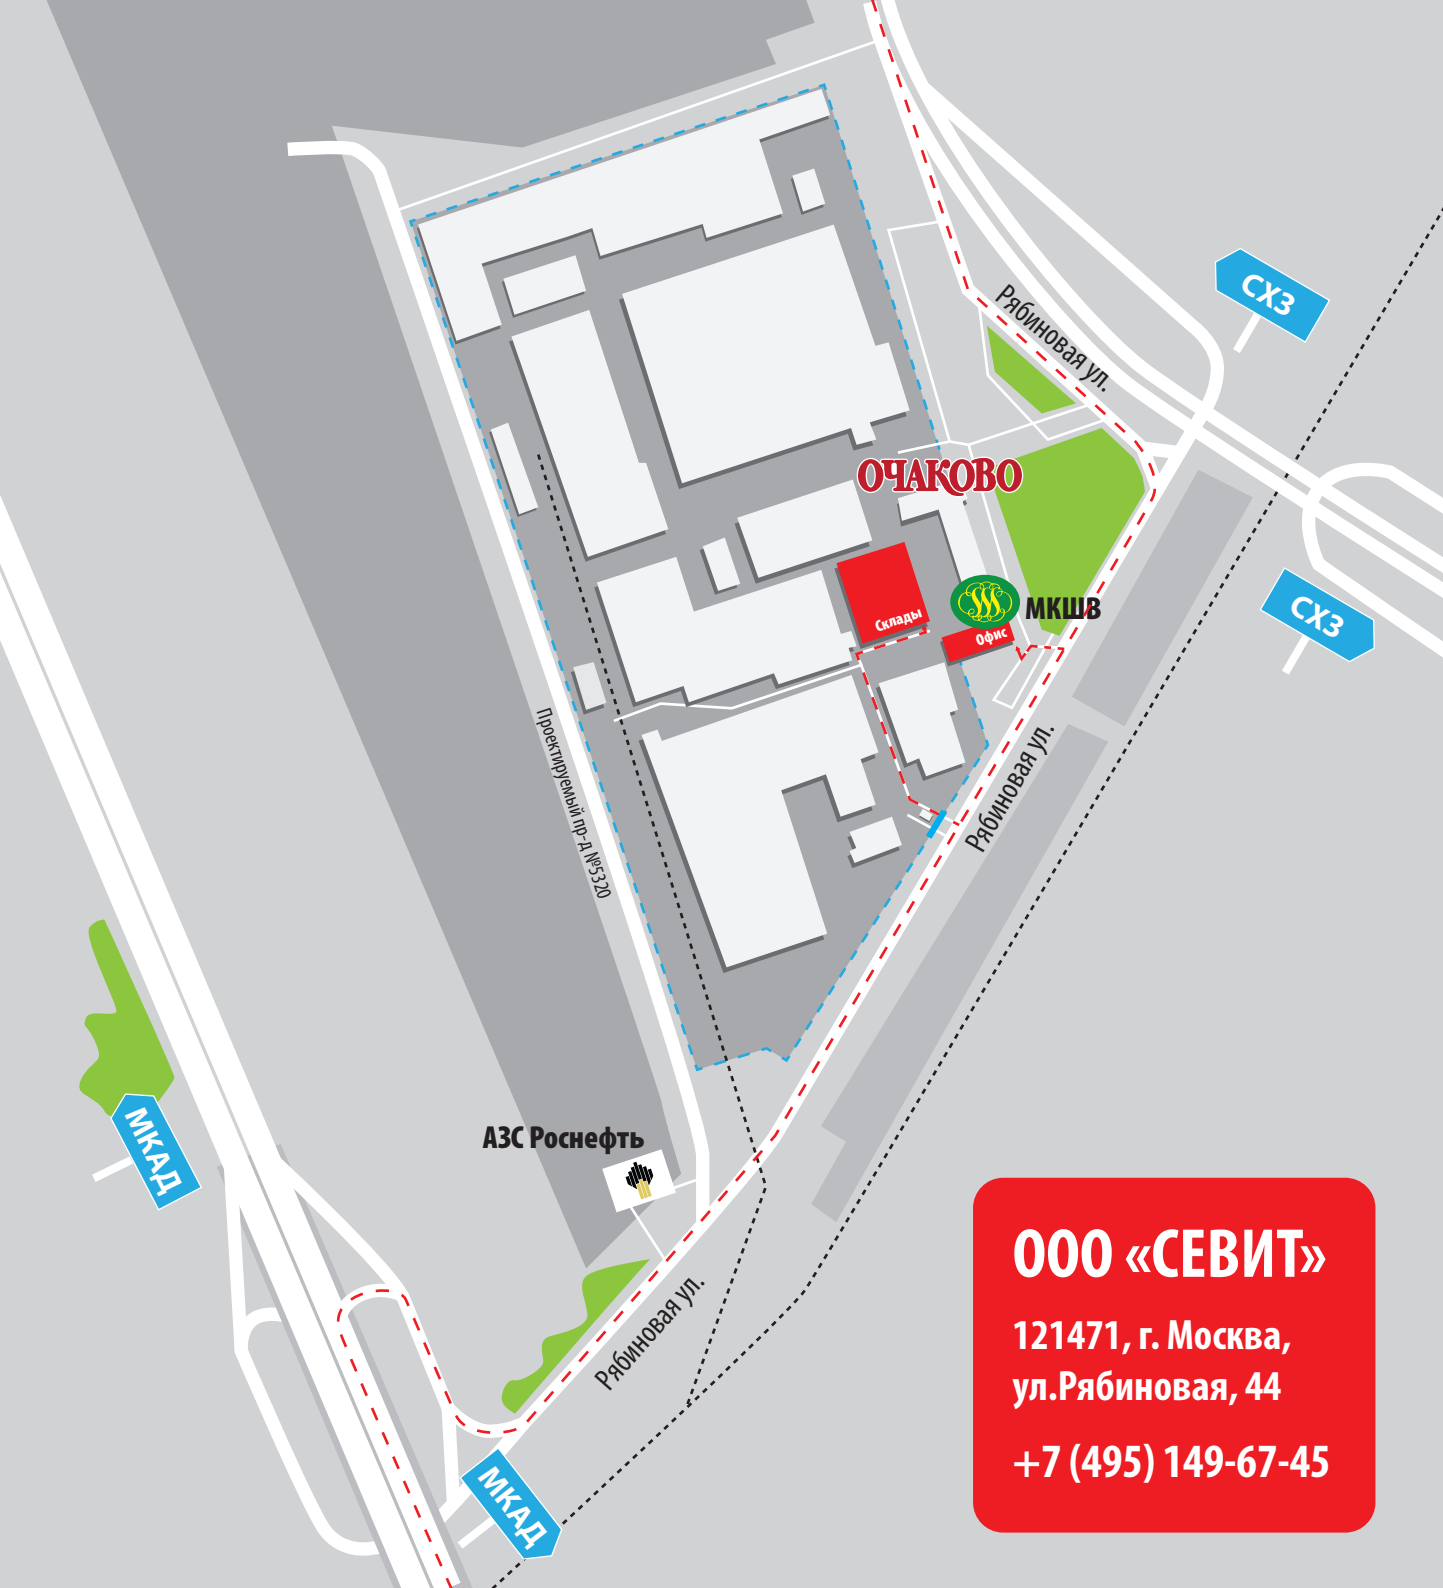 СХЗ
Рябиновая ул.
ОЧАКОВО
СХЗ
Склады
МКШВ
Офис
Рябиновая ул.
Проектируемый пр-д №5320
МКАД
АЗС Роснефть
Рябиновая ул.
МКАД
ООО «СЕВИТ»
121471, г. Москва,
ул.Рябиновая, 44
+7 (495) 149-67-45